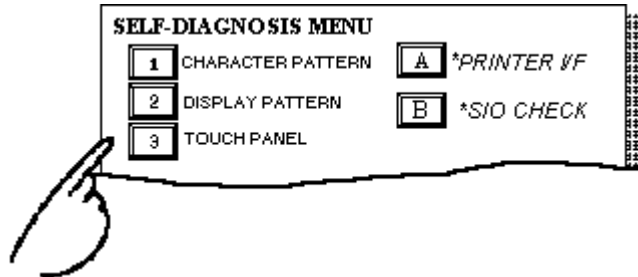 SELF-DIAGNOSIS MENU
1 CHARACTER PATTERN
A *PRINTER I/F
2 DISPLAY PATTERN
B *SIO CHECK
3 TOUCH PANEL